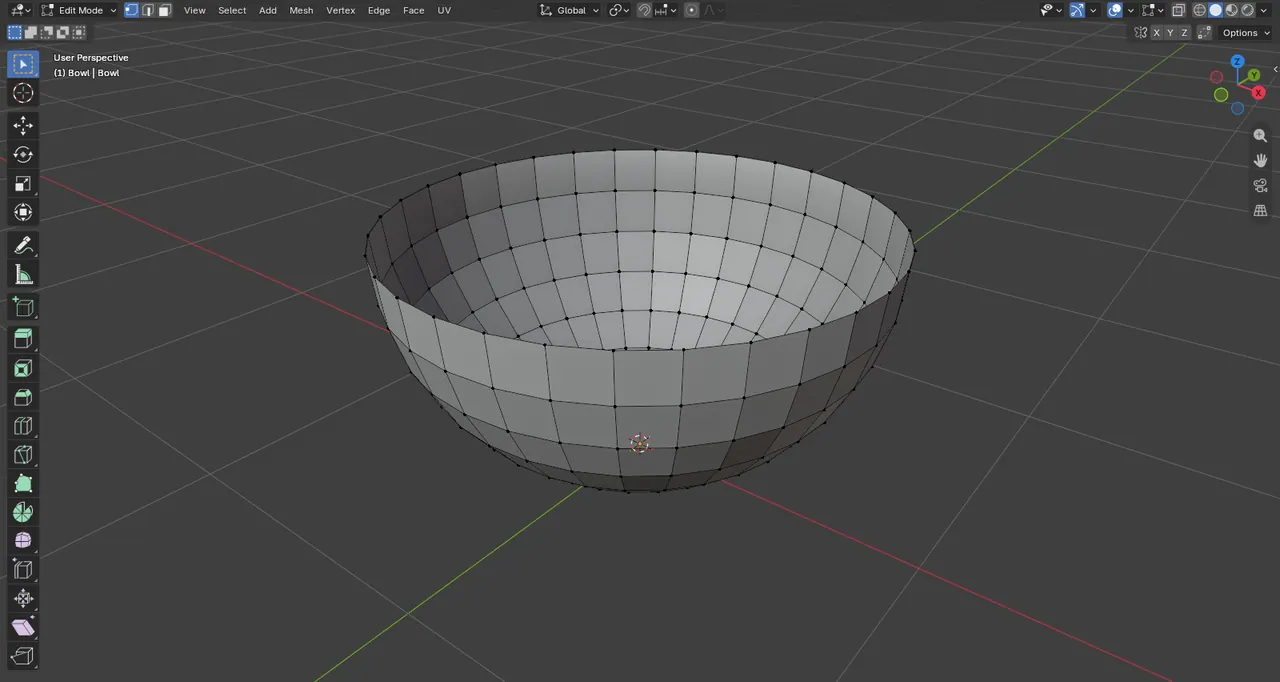 Edit Mode View Select Add Mesh Vertex Edge Face UV Global
X Y Z Options
User Perspective
(1) Bowl | Bowl
Z
Y
X